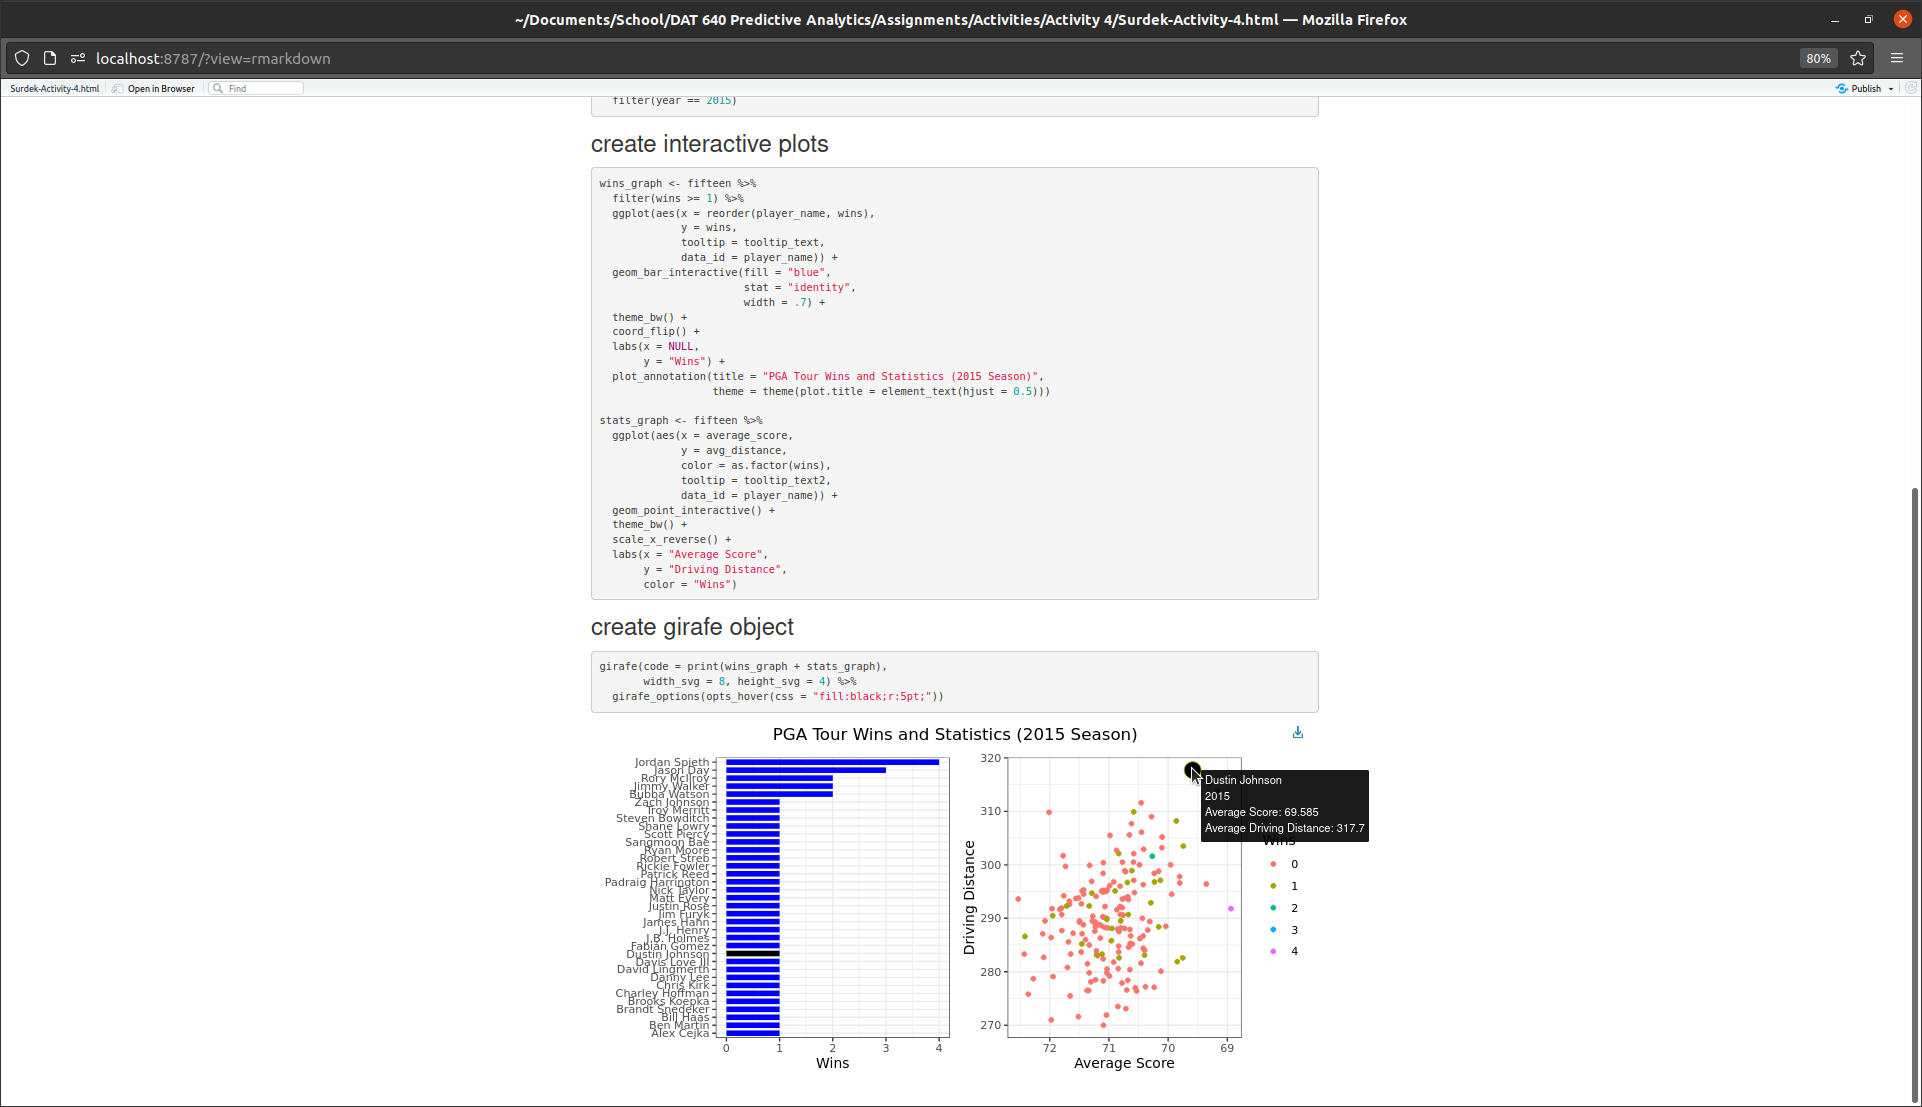 ~/Documents/School/DAT 640 Predictive Analytics/Assignments/Activities/Activity 4/Surdek-Activity-4.html — Mozilla Firefox
localhost:8787/?view=rmarkdown
80%
Surdek-Activity-4.html
Open in Browser
Find
Publish
filter(year == 2015)
create interactive plots
wins_graph <- fifteen %>%
filter(wins >= 1) %>%
ggplot(aes(x = reorder(player_name, wins),
y = wins,
tooltip = tooltip_text,
data_id = player_name)) +
geom_bar_interactive(fill = "blue",
stat = "identity",
width = .7) +
theme_bw() +
coord_flip() +
labs(x = NULL,
y = "Wins") +
plot_annotation(title = "PGA Tour Wins and Statistics (2015 Season)",
theme = theme(plot.title = element_text(hjust = 0.5)))
stats_graph <- fifteen %>%
ggplot(aes(x = average_score,
y = avg_distance,
color = as.factor(wins),
tooltip = tooltip_text2,
data_id = player_name)) +
geom_point_interactive() +
theme_bw() +
scale_x_reverse() +
labs(x = "Average Score",
y = "Driving Distance",
color = "Wins")
create girafe object
girafe(code = print(wins_graph + stats_graph),
width_svg = 8, height_svg = 4) %>%
girafe_options(opts_hover(css = "fill:black;r:5pt;"))
PGA Tour Wins and Statistics (2015 Season)
Jordan Spieth
Jason Day
Rory McIlroy
Jimmy Walker
Bubba Watson
Zach Johnson
Troy Merritt
Steven Bowditch
Shane Lowry
Scott Piercy
Sangmoon Bae
Ryan Moore
Robert Streb
Rickie Fowler
Patrick Reed
Padraig Harrington
Nick Taylor
Matt Every
Justin Rose
Jim Furyk
James Hahn
J.J. Henry
J.B. Holmes
Fabian Gomez
Dustin Johnson
Davis Love III
David Lingmerth
Danny Lee
Chris Kirk
Charley Hoffman
Brooks Koepka
Brandt Snedeker
Bill Haas
Ben Martin
Alex Cejka
0 1 2 3 4
Wins
320
310
300
290
280
270
Driving Distance
72 71 70 69
Average Score
Dustin Johnson
2015
Average Score: 69.585
Average Driving Distance: 317.7
Wins
0
1
2
3
4